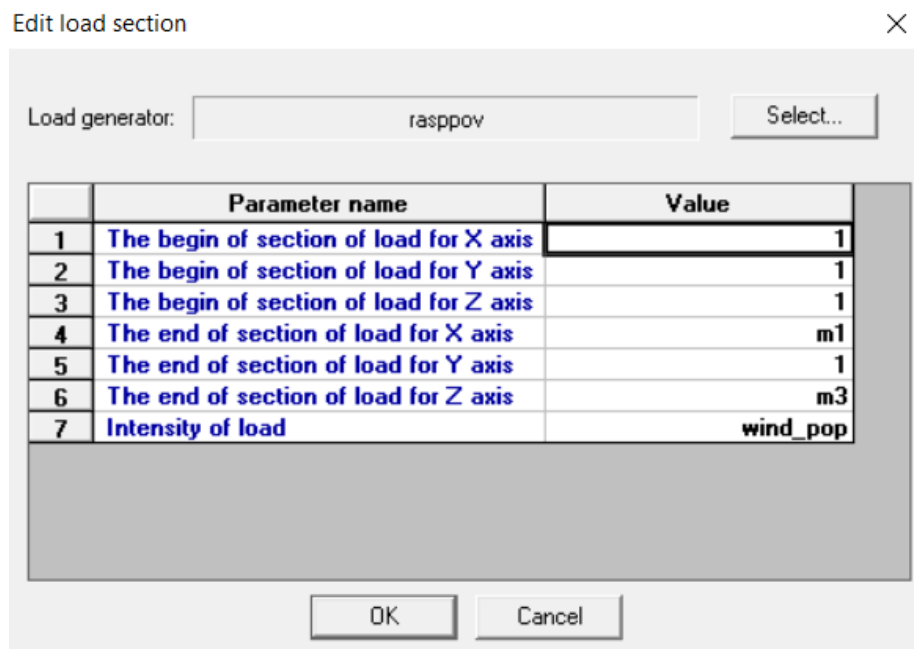 Edit load section
Load generator: rasppov Select...
Parameter name Value
1 The begin of section of load for X axis 1
2 The begin of section of load for Y axis 1
3 The begin of section of load for Z axis 1
4 The end of section of load for X axis m1
5 The end of section of load for Y axis 1
6 The end of section of load for Z axis m3
7 Intensity of load wind_pop
OK Cancel